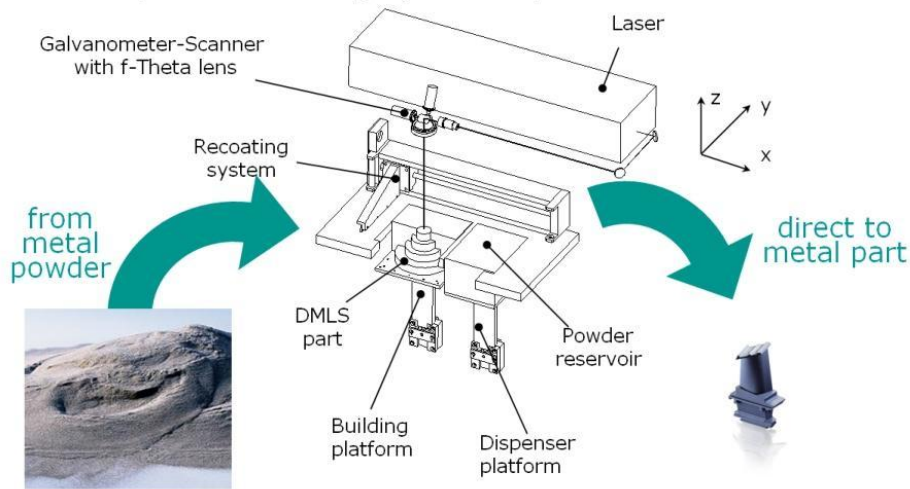 Laser
Galvanometer-Scanner
with f-Theta lens
z
y
x
Recoating
system
from
metal
powder
direct to
metal part
DMLS
part
Powder
reservoir
Building
platform
Dispenser
platform